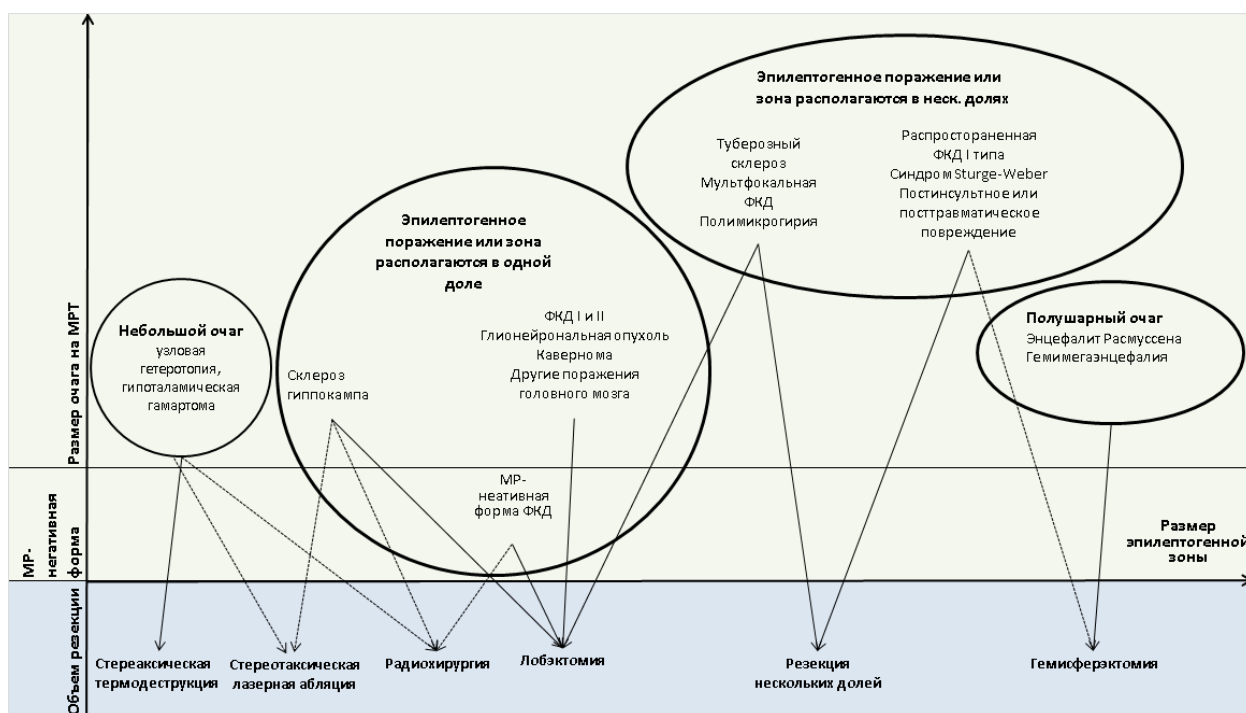 Эпилептогенное поражение или
зона располагаются в неск. долях
Туберозный
склероз
Мультфокальная
ФКД
Полимикрогирия
Распростораненная
ФКД I типа
Синдром Sturge-Weber
Постинсультное или
посттравматическое
повреждение
Эпилептогенное
поражение или зона
располагаются в одной
доле
ФКД I и II
Глионейрональная опухоль
Кавернома
Другие поражения
головного мозга
Склероз
гиппокампа
МР-
неативная
форма ФКД
Небольшой очаг
узловая
гетеротопия,
гипоталамическая
гамартома
Полушарный очаг
Энцефалит Расмуссена
Гемимегаэнцефалия
Размер очага на МРТ
МР-
негативная
форма
Размер
эпилептогенной
зоны
Объем резекции
Стереаксическая
термодеструкция
Стереотаксическая
лазерная абляция
Радиохирургия
Лобэктомия
Резекция
нескольких долей
Гемисферэктомия